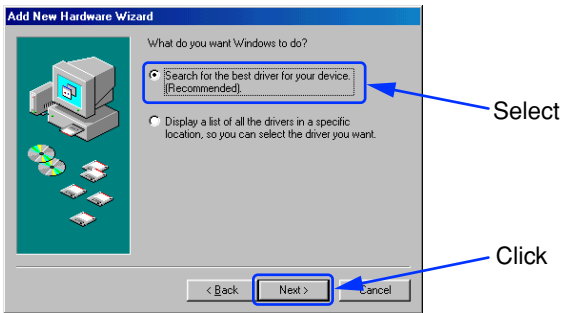 Add New Hardware Wizard
What do you want Windows to do?
Search for the best driver for your device.
(Recommended).
Select
Display a list of all the drivers in a specific
location, so you can select the driver you want.
Click
< Back
Next >
Cancel